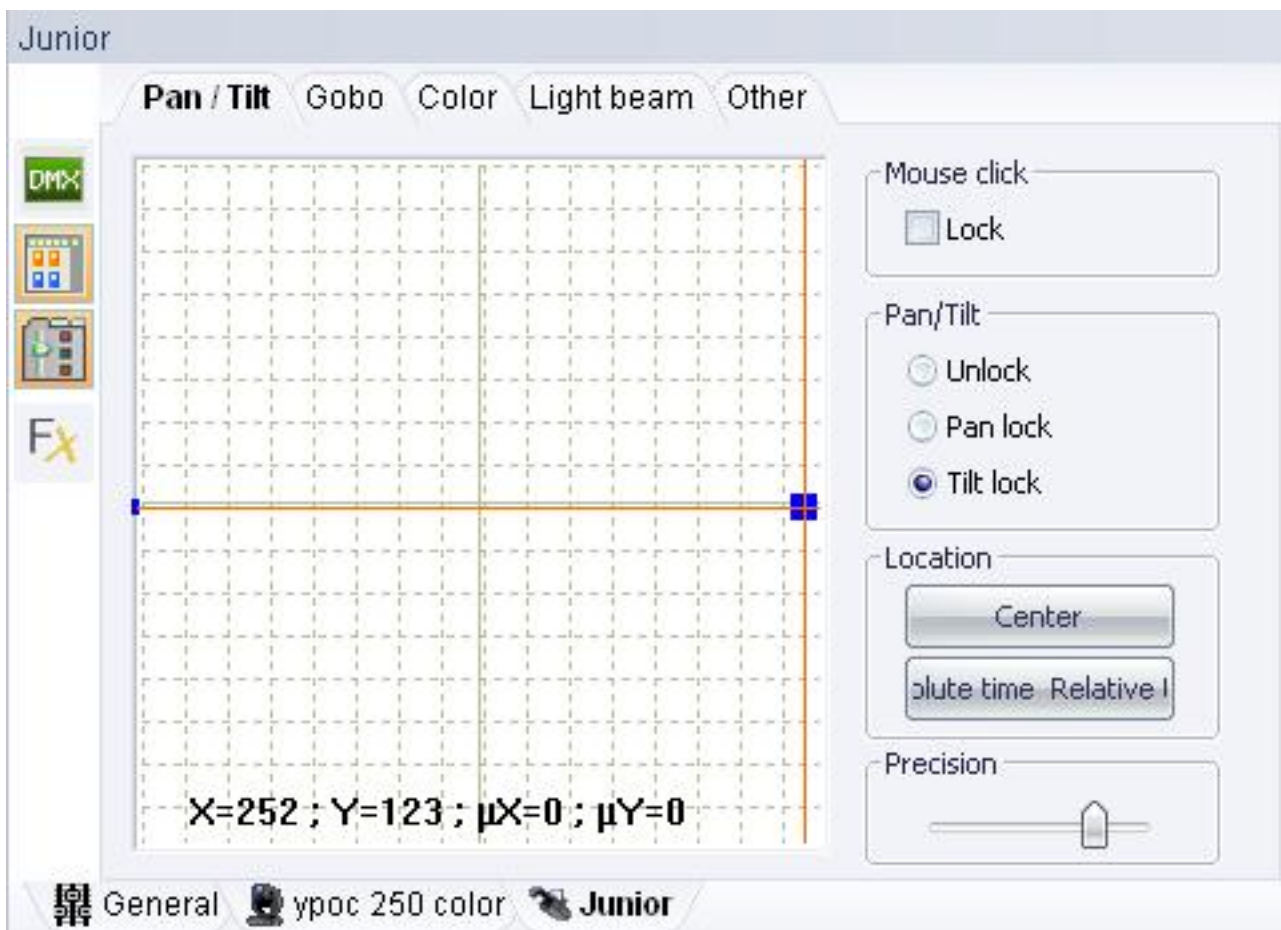 Junior
Pan / Tilt Gobo Color Light beam Other
DMX
Mouse click
Lock
Pan/Tilt
Unlock
Pan lock
Fx
Tilt lock
Location
Center
olute time Relative
Precision
X=252 ; Y=123 ; µX=0 ; µY=0
General ypoc 250 color Junior